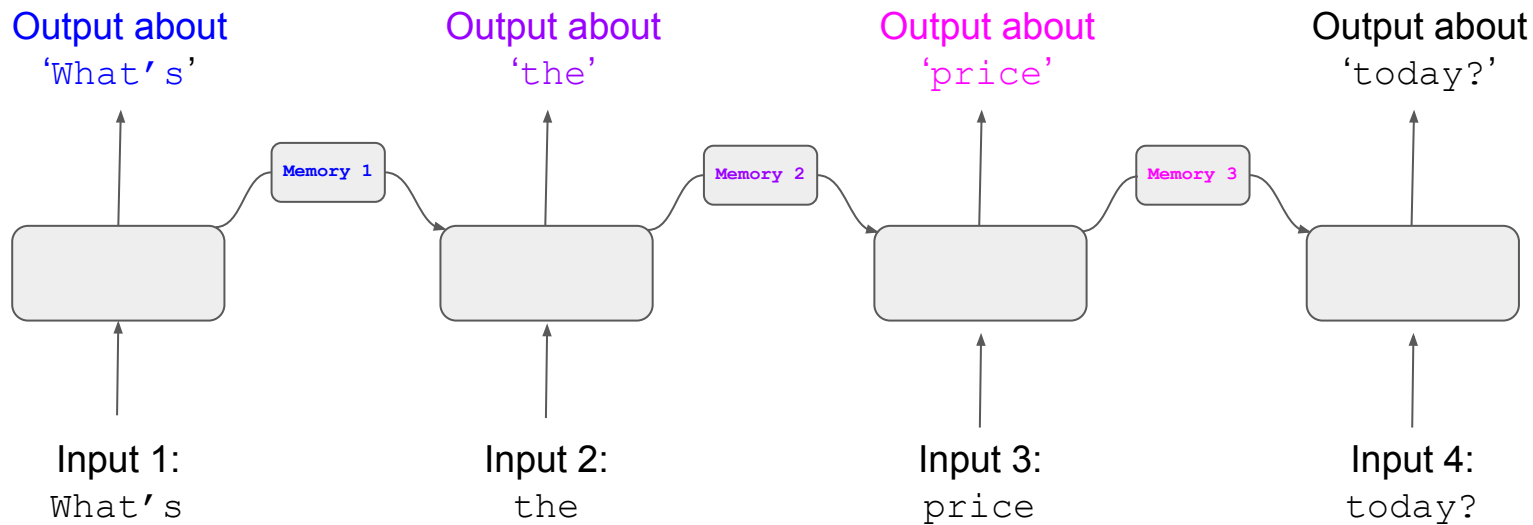 Output about
‘What’s’
Output about
‘the’
Output about
‘price’
Output about
‘today?’
Memory 1
Memory 2
Memory 3
Input 1:
What’s
Input 2:
the
Input 3:
price
Input 4:
today?